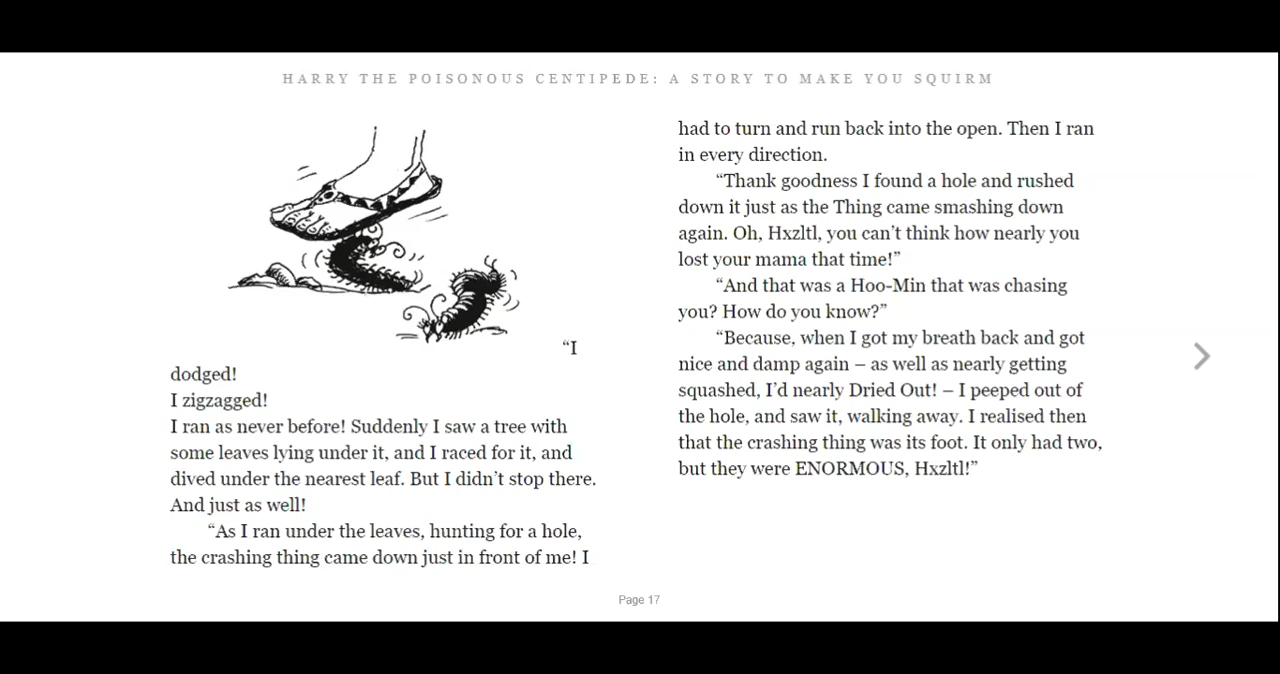 HARRY THE POISONOUS CENTIPEDE: A STORY TO MAKE YOU SQUIRM
“I
dodged!
I zigzagged!
I ran as never before! Suddenly I saw a tree with
some leaves lying under it, and I raced for it, and
dived under the nearest leaf. But I didn’t stop there.
And just as well!
“As I ran under the leaves, hunting for a hole,
the crashing thing came down just in front of me! I
had to turn and run back into the open. Then I ran
in every direction.
“Thank goodness I found a hole and rushed
down it just as the Thing came smashing down
again. Oh, Hxzltl, you can’t think how nearly you
lost your mama that time!”
“And that was a Hoo-Min that was chasing
you? How do you know?”
“Because, when I got my breath back and got
nice and damp again – as well as nearly getting
squashed, I’d nearly Dried Out! – I peeped out of
the hole, and saw it, walking away. I realised then
that the crashing thing was its foot. It only had two,
but they were ENORMOUS, Hxzltl!”
Page 17